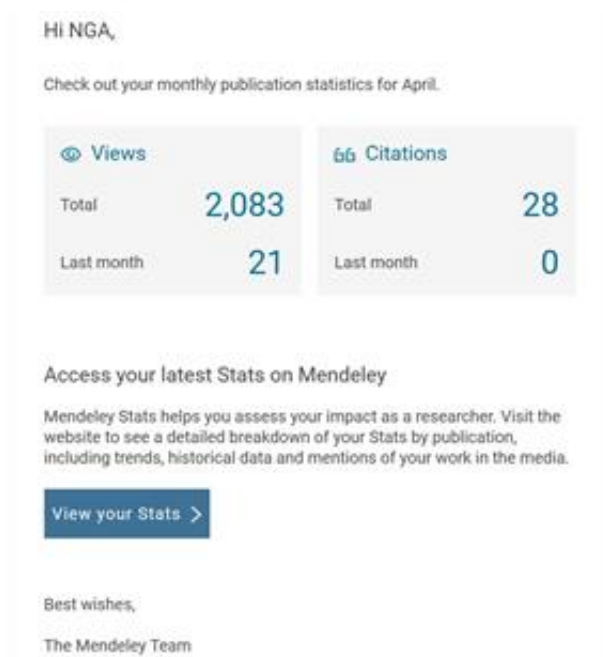 Hi NGA,
Check out your monthly publication statistics for April.
Views
Total 2,083
Last month 21
Citations
Total 28
Last month 0
Access your latest Stats on Mendeley
Mendeley Stats helps you assess your impact as a researcher. Visit the
website to see a detailed breakdown of your Stats by publication,
including trends, historical data and mentions of your work in the media.
View your Stats
Best wishes,
The Mendeley Team